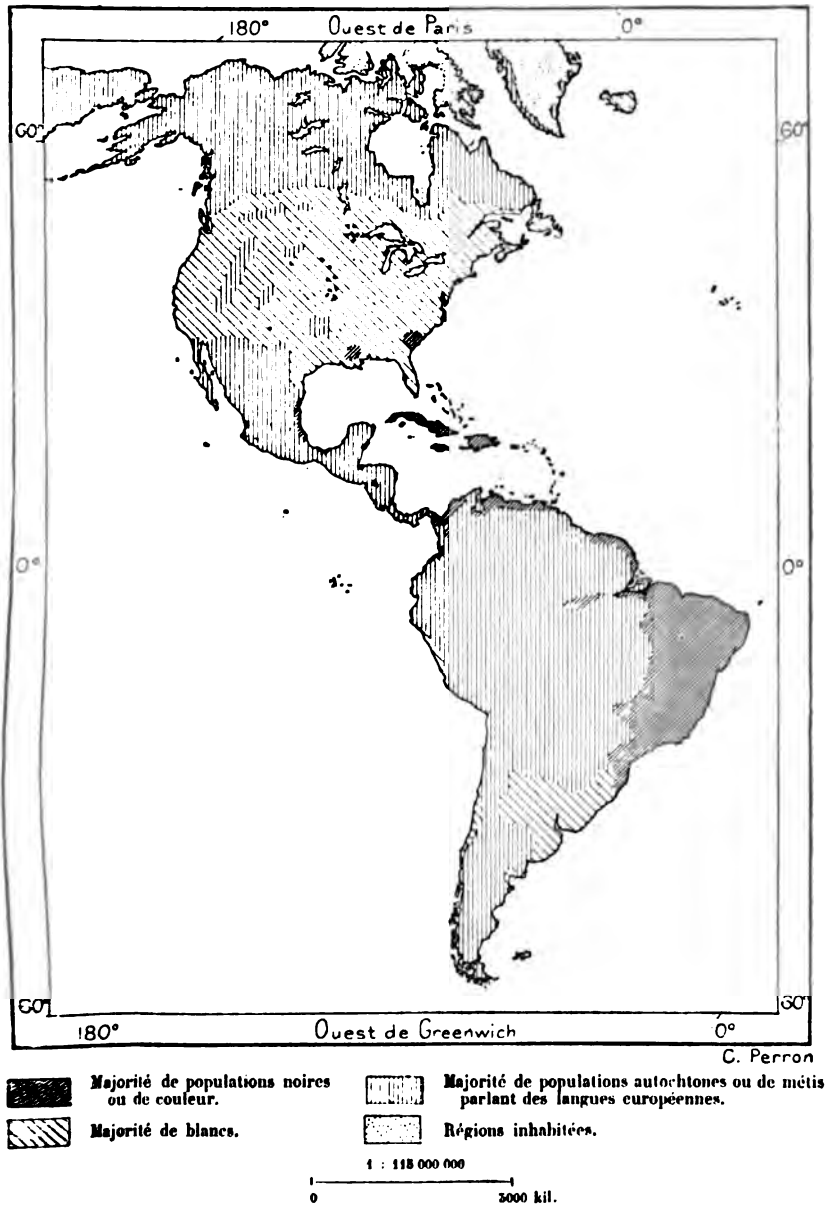 180° Ouest de Paris 0°
60° 60°
0° 0°
60° 60°
180° Ouest de Greenwich 0°
C. Perron
Majorité de populations noires
ou de couleur.
Majorité de blancs.
Majorité de populations autochtones ou de métis
parlant des langues européennes.
Régions inhabitées.
1 : 118 000 000
0 3000 kil.